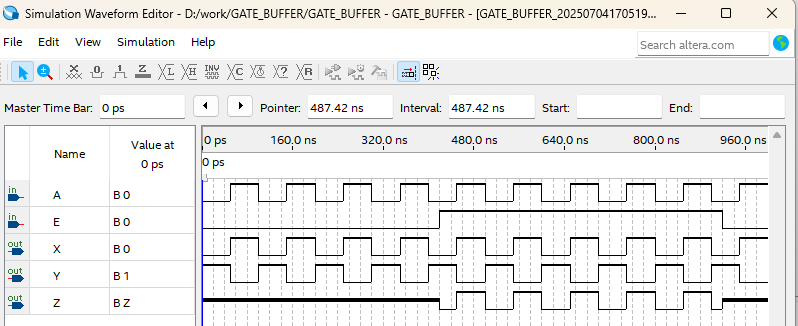 Simulation Waveform Editor - D:/work/GATE_BUFFER/GATE_BUFFER - GATE_BUFFER - [GATE_BUFFER_20250704170519...
File Edit View Simulation Help
Search altera.com
Master Time Bar: 0 ps Pointer: 487.42 ns Interval: 487.42 ns Start: End:
Name Value at 0 ps 0 ps 160.0 ns 320.0 ns 480.0 ns 640.0 ns 800.0 ns 960.0 ns
0 ps
in A B 0
in E B 0
out X B 0
out Y B 1
out Z B Z